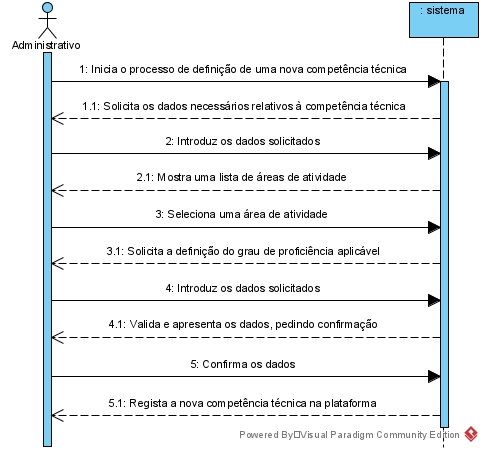 : sistema
Administrativo
1: Inicia o processo de definição de uma nova competência técnica
1.1: Solicita os dados necessários relativos à competência técnica
2: Introduz os dados solicitados
2.1: Mostra uma lista de áreas de atividade
3: Seleciona uma área de atividade
3.1: Solicita a definição do grau de proficiência aplicável
4: Introduz os dados solicitados
4.1: Valida e apresenta os dados, pedindo confirmação
5: Confirma os dados
5.1: Regista a nova competência técnica na plataforma
Powered By Visual Paradigm Community Edition